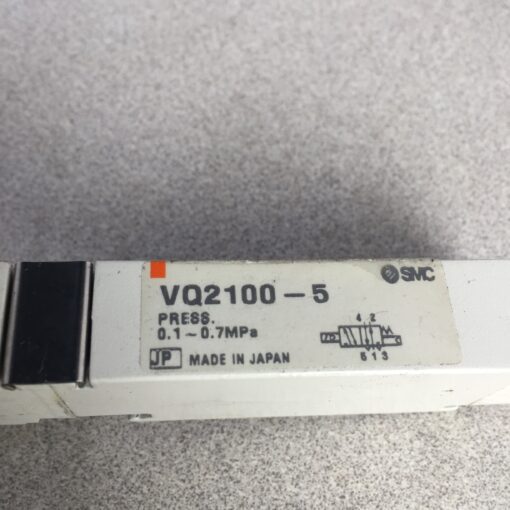 SMC
VQ2100-5
PRESS.
0.1~0.7MPa
4 2
5 1 3
JP MADE IN JAPAN